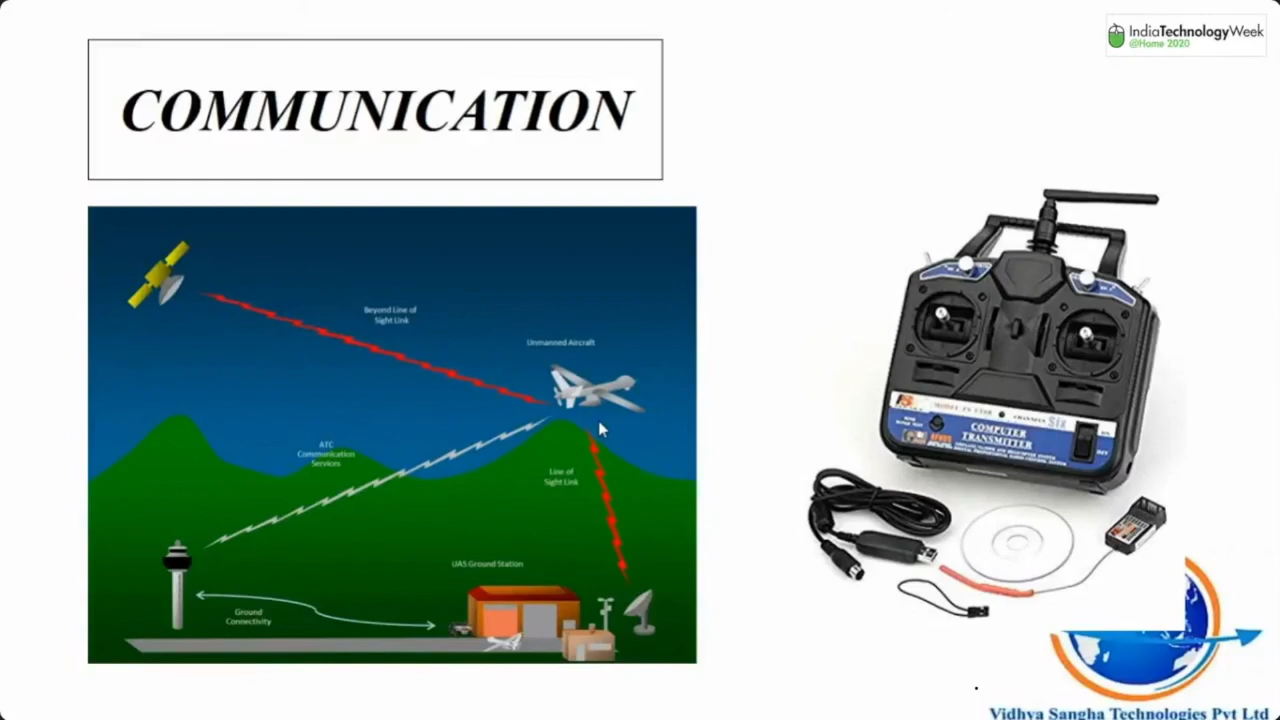 IndiaTechnologyWeek
@Home 2020
COMMUNICATION
Beyond Line of
Sight Link
Unmanned Aircraft
ATC
Communication
Services
Line of
Sight Link
UAS Ground Station
Ground
Connectivity
CHANNELS Six
COMPUTER
TRANSMITTER
Vidhya Sangha Technologies Pvt Ltd